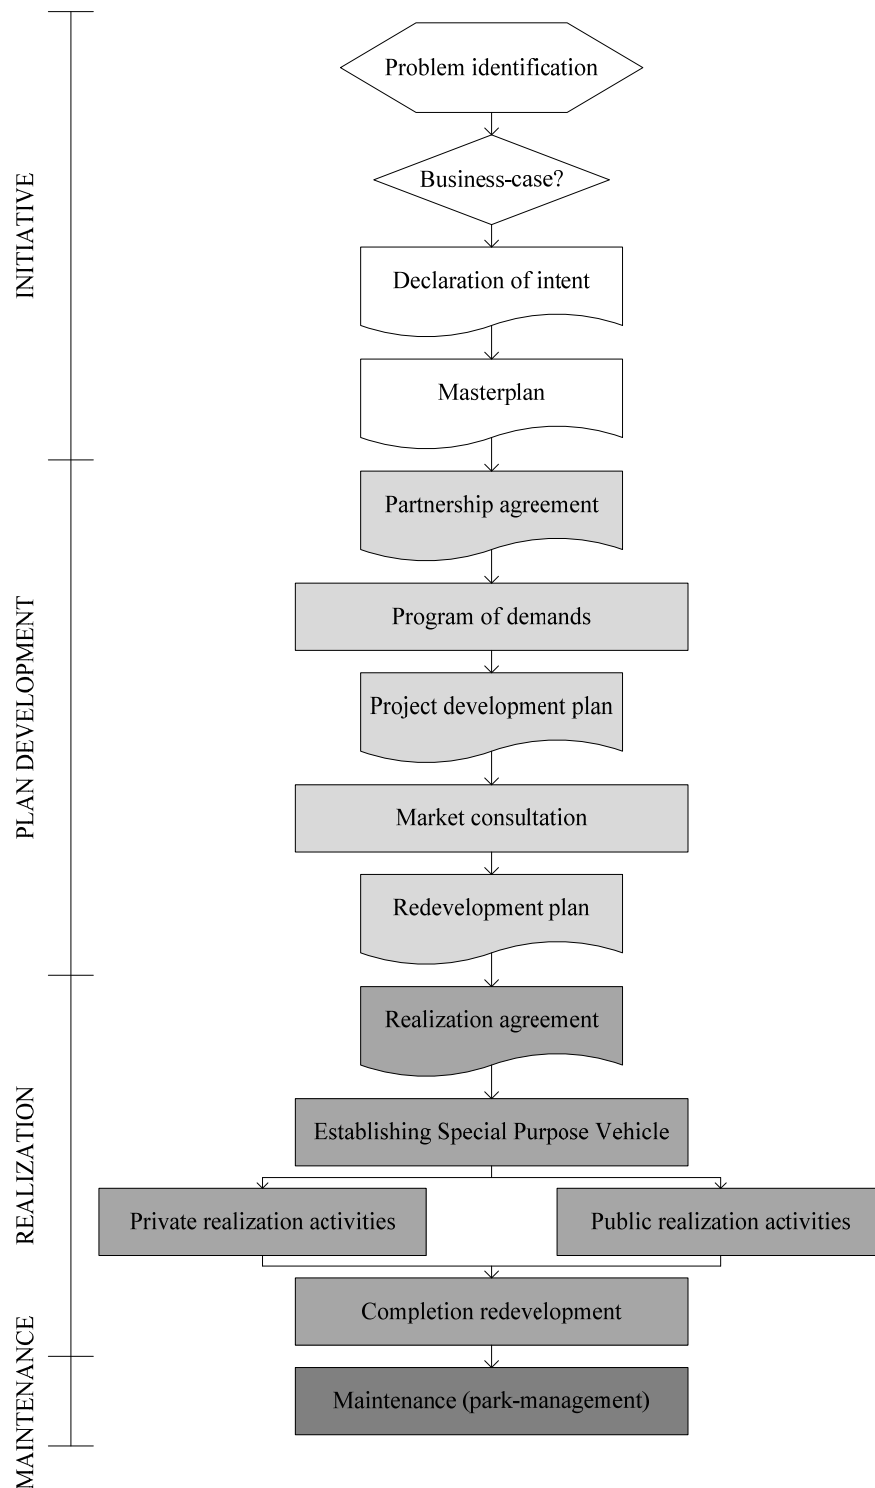 INITIATIVE
Problem identification
Business-case?
Declaration of intent
Masterplan
PLAN DEVELOPMENT
Partnership agreement
Program of demands
Project development plan
Market consultation
Redevelopment plan
REALIZATION
Realization agreement
Establishing Special Purpose Vehicle
Private realization activities
Public realization activities
Completion redevelopment
MAINTENANCE
Maintenance (park-management)